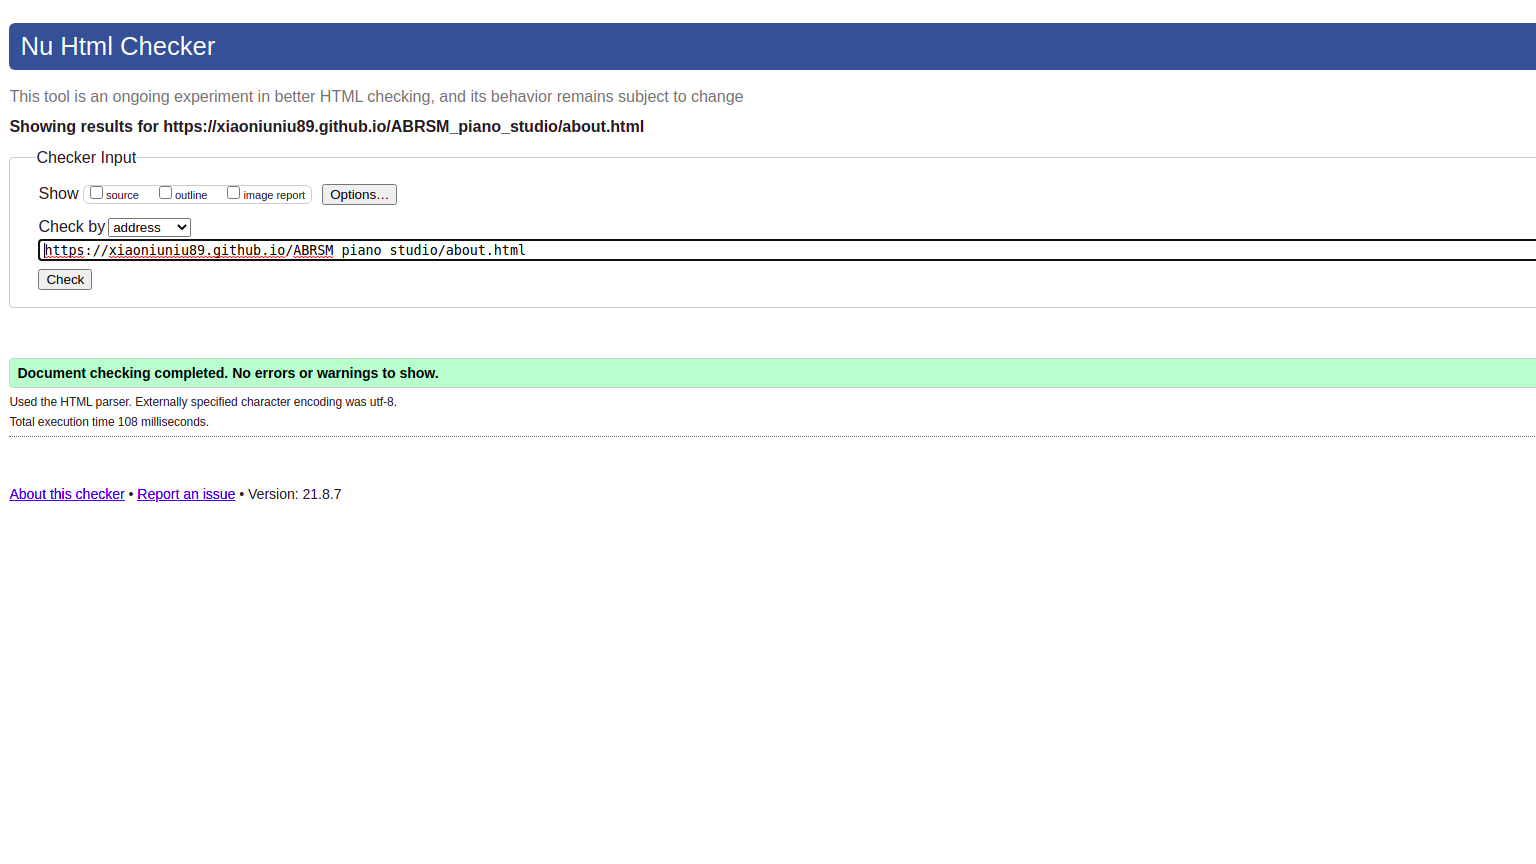 Nu Html Checker
This tool is an ongoing experiment in better HTML checking, and its behavior remains subject to change
Showing results for https://xiaoniuniu89.github.io/ABRSM_piano_studio/about.html
Checker Input
Show source outline image report Options…
Check by address
https://xiaoniuniu89.github.io/ABRSM_piano_studio/about.html
Check
Document checking completed. No errors or warnings to show.
Used the HTML parser. Externally specified character encoding was utf-8.
Total execution time 108 milliseconds.
About this checker • Report an issue • Version: 21.8.7